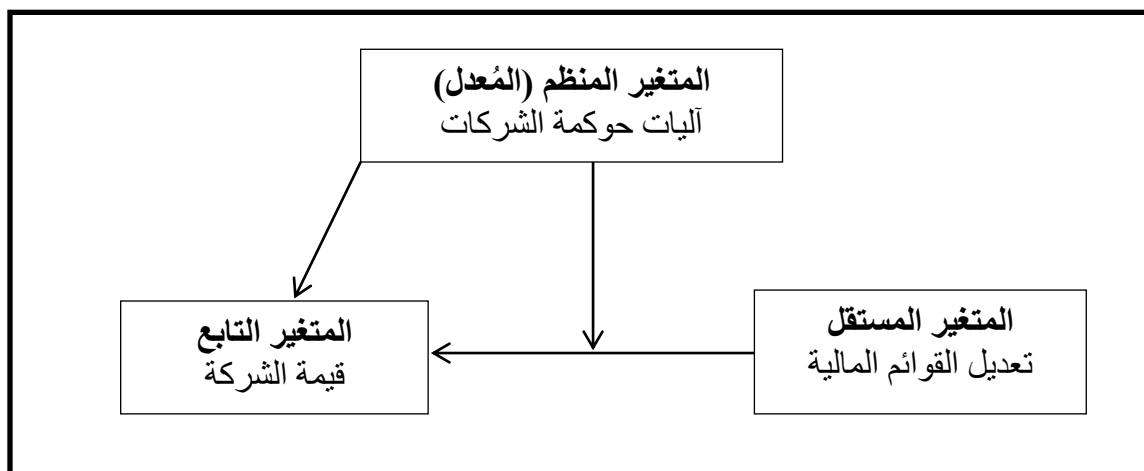 المتغير المنظم (المُعدل)
آليات حوكمة الشركات
المتغير المستقل
تعديل القوائم المالية
المتغير التابع
قيمة الشركة